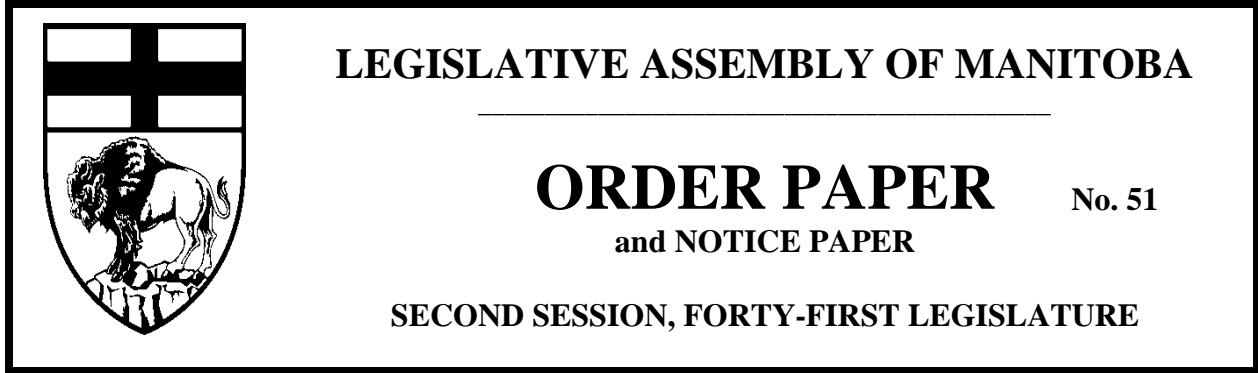 LEGISLATIVE ASSEMBLY OF MANITOBA
ORDER PAPER No. 51
and NOTICE PAPER
SECOND SESSION, FORTY-FIRST LEGISLATURE